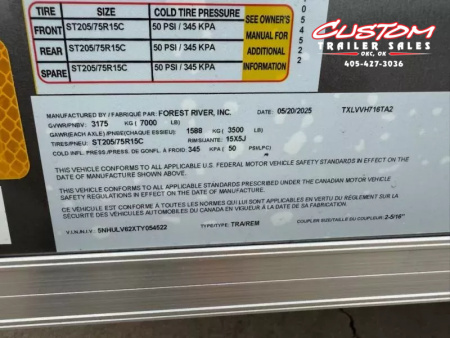 TIRE SIZE COLD TIRE PRESSURE SEE OWNER'S MANUAL FOR ADDITIONAL INFORMATION
FRONT ST205/75R15C 50 PSI / 345 KPA
REAR ST205/75R15C 50 PSI / 345 KPA
SPARE ST205/75R15C 50 PSI / 345 KPA
054522
CUSTOM
TRAILER SALES
OKC, OK
405-427-3036
MANUFACTURED BY / FABRIQUÉ PAR: FOREST RIVER, INC. DATE: 05/20/2025 TXLVVH716TA2
GVWR/PNBV: 3175 KG ( 7000 LB)
GAWR(EACH AXLE) /PNBE(CHAQUE ESSIEU): 1588 KG ( 3500 LB)
TIRES/PNEU: ST205/75R15C RIMS/JANTE: 15X5J
COLD INFL. PRESS./PRESS. DE GONFL. À FROID: 345 KPA ( 50 PSI/LPC)
THIS VEHICLE CONFORMS TO ALL APPLICABLE U.S. FEDERAL MOTOR VEHICLE SAFETY STANDARDS IN EFFECT ON THE
DATE OF MANUFACTURE SHOWN ABOVE.
THIS VEHICLE CONFORMS TO ALL APPLICABLE STANDARDS PRESCRIBED UNDER THE CANADIAN MOTOR VEHICLE
SAFETY REGULATIONS IN EFFECT ON THE DATE OF MANUFACTURE.
CE VÉHICULE EST CONFORME À TOUTES LES NORMES QUI LUI SONT APPLICABLES EN VERTU DU RÈGLEMENT SUR LA
SÉCURITÉ DES VÉHICULES AUTOMOBILES DU CANADA EN VIGUEUR À LA DATE DE SA FABRICATION.
V.I.N./N.I.V.: 5NHULV62XTY054522 TYPE: TRA/REM COUPLER SIZE/TAILLE DU COUPLEUR: 2-5/16"